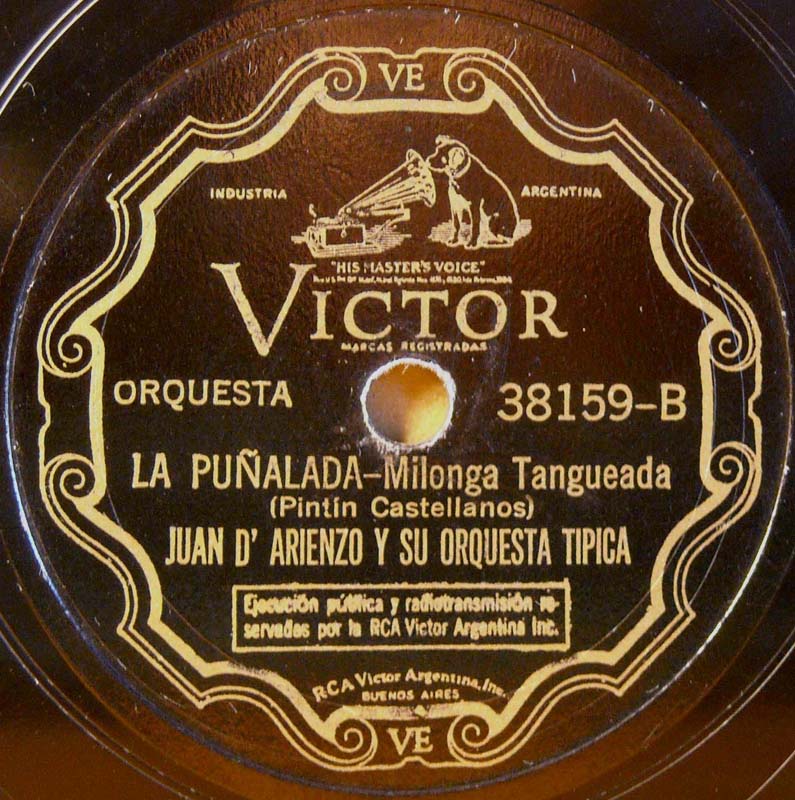 VE
INDUSTRIA ARGENTINA
"HIS MASTER'S VOICE"
VICTOR
MARCAS REGISTRADAS
ORQUESTA 38159-B
LA PUÑALADA-Milonga Tangueada
(Pintín Castellanos)
JUAN D' ARIENZO Y SU ORQUESTA TIPICA
Ejecución pública y radiotransmisión re-
servadas por la RCA Victor Argentina Inc.
RCA Victor Argentina, Inc.
BUENOS AIRES
VE